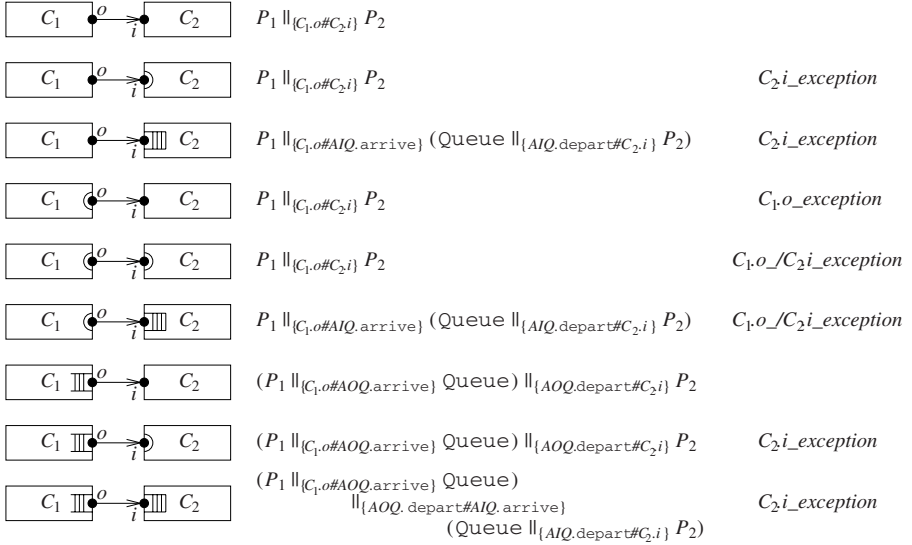 C₁ o i C₂ P₁ ∥{C₁.o#C₂.i} P₂
C₁ o i C₂ P₁ ∥{C₁.o#C₂.i} P₂ C₂.i_exception
C₁ o i C₂ P₁ ∥{C₁.o#AIQ.arrive} (Queue ∥{AIQ.depart#C₂.i} P₂) C₂.i_exception
C₁ o i C₂ P₁ ∥{C₁.o#C₂.i} P₂ C₁.o_exception
C₁ o i C₂ P₁ ∥{C₁.o#C₂.i} P₂ C₁.o_/C₂.i_exception
C₁ o i C₂ P₁ ∥{C₁.o#AIQ.arrive} (Queue ∥{AIQ.depart#C₂.i} P₂) C₁.o_/C₂.i_exception
C₁ o i C₂ (P₁ ∥{C₁.o#AOQ.arrive} Queue) ∥{AOQ.depart#C₂.i} P₂
C₁ o i C₂ (P₁ ∥{C₁.o#AOQ.arrive} Queue) ∥{AOQ.depart#C₂.i} P₂ C₂.i_exception
(P₁ ∥{C₁.o#AOQ.arrive} Queue)
C₁ o i C₂ ∥{AOQ.depart#AIQ.arrive} C₂.i_exception
(Queue ∥{AIQ.depart#C₂.i} P₂)